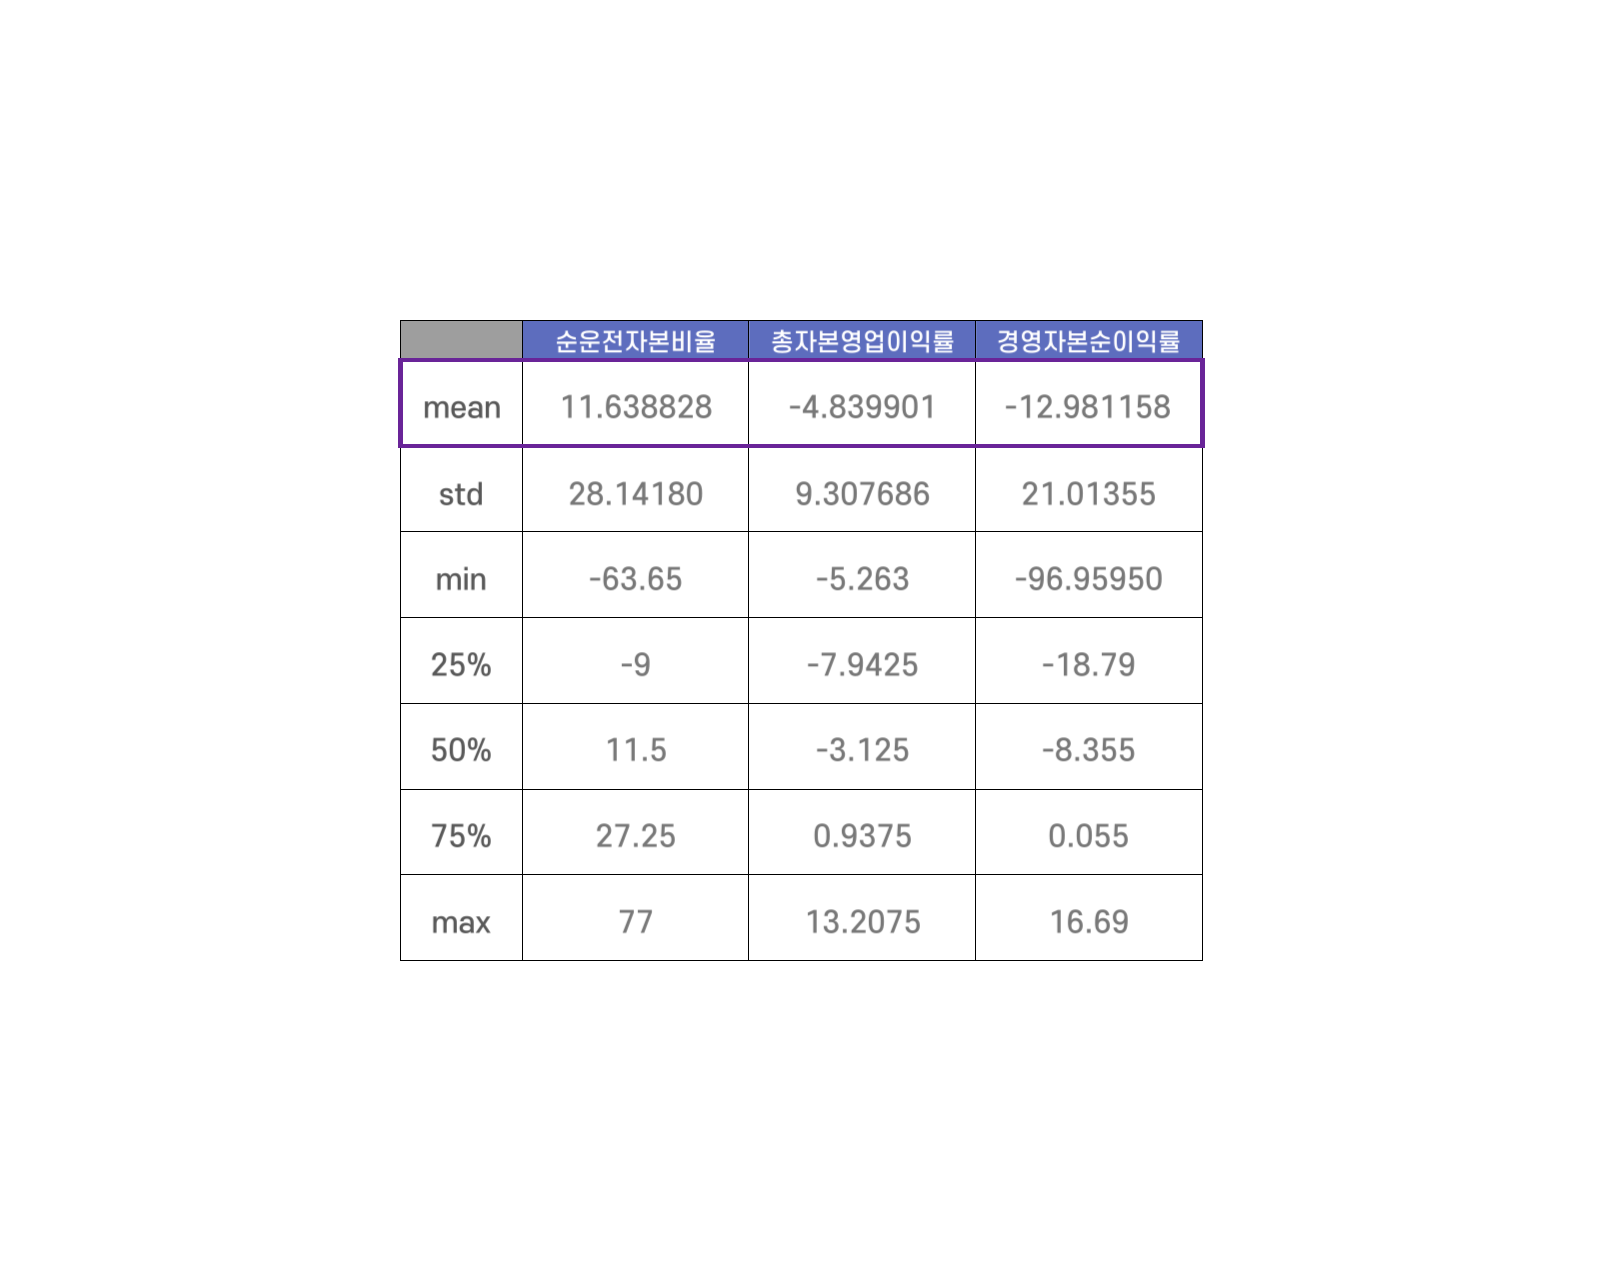 순운전자본비율 총자본영업이익률 경영자본순이익률
mean 11.638828 -4.839901 -12.981158
std 28.14180 9.307686 21.01355
min -63.65 -5.263 -96.95950
25% -9 -7.9425 -18.79
50% 11.5 -3.125 -8.355
75% 27.25 0.9375 0.055
max 77 13.2075 16.69